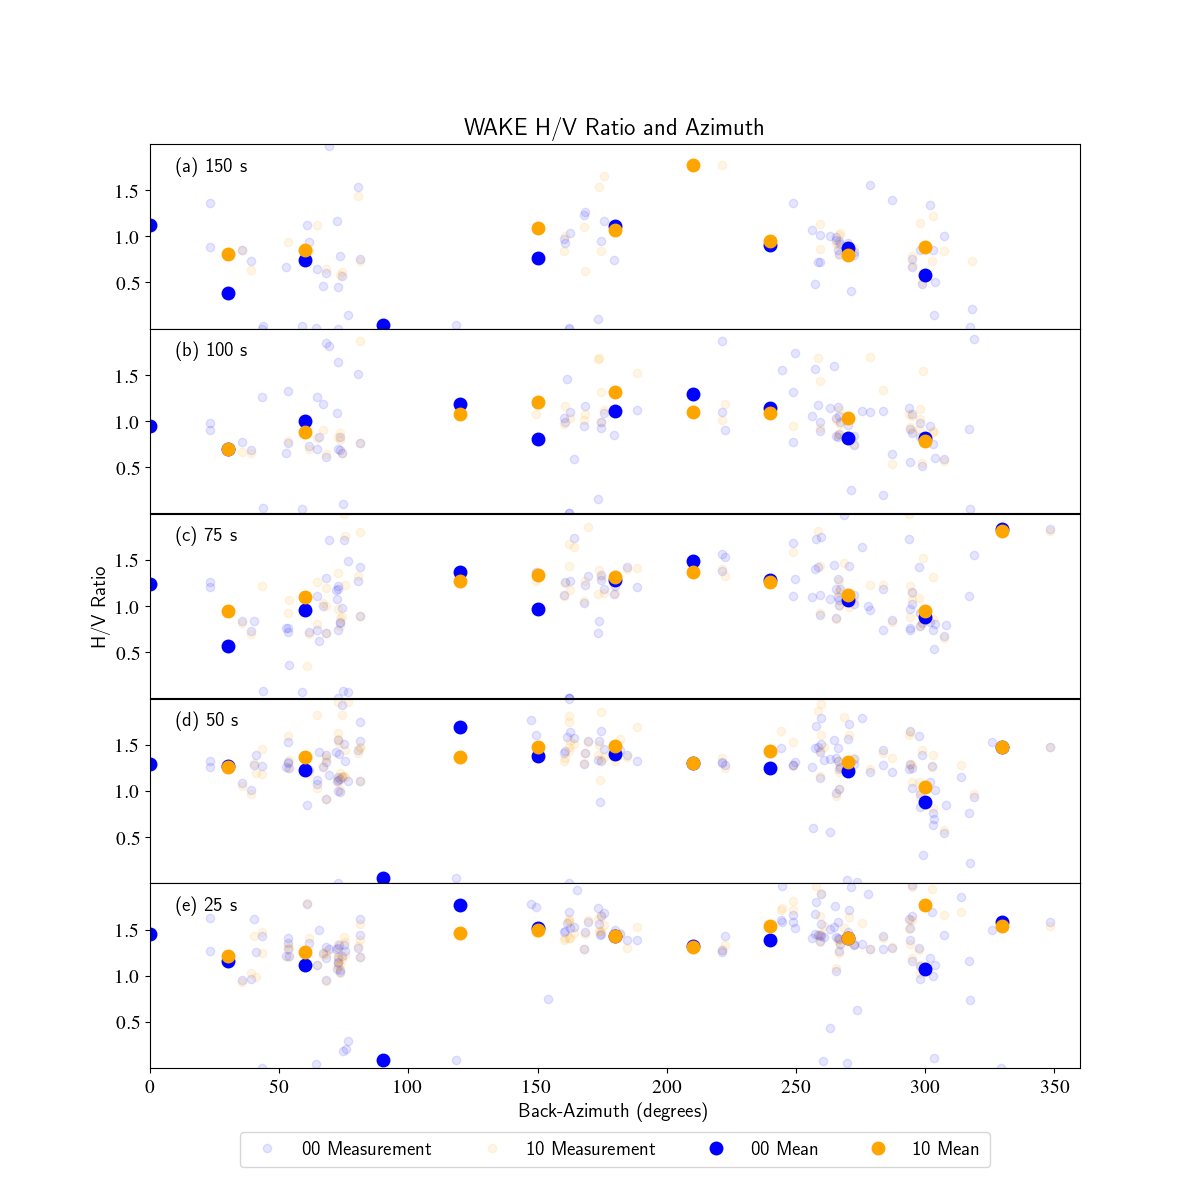 WAKE H/V Ratio and Azimuth
(a) 150 s
1.5
1.0
0.5
(b) 100 s
1.5
1.0
0.5
(c) 75 s
1.5
1.0
0.5
H/V Ratio
(d) 50 s
1.5
1.0
0.5
(e) 25 s
1.5
1.0
0.5
0 50 100 150 200 250 300 350
Back-Azimuth (degrees)
00 Measurement 10 Measurement 00 Mean 10 Mean